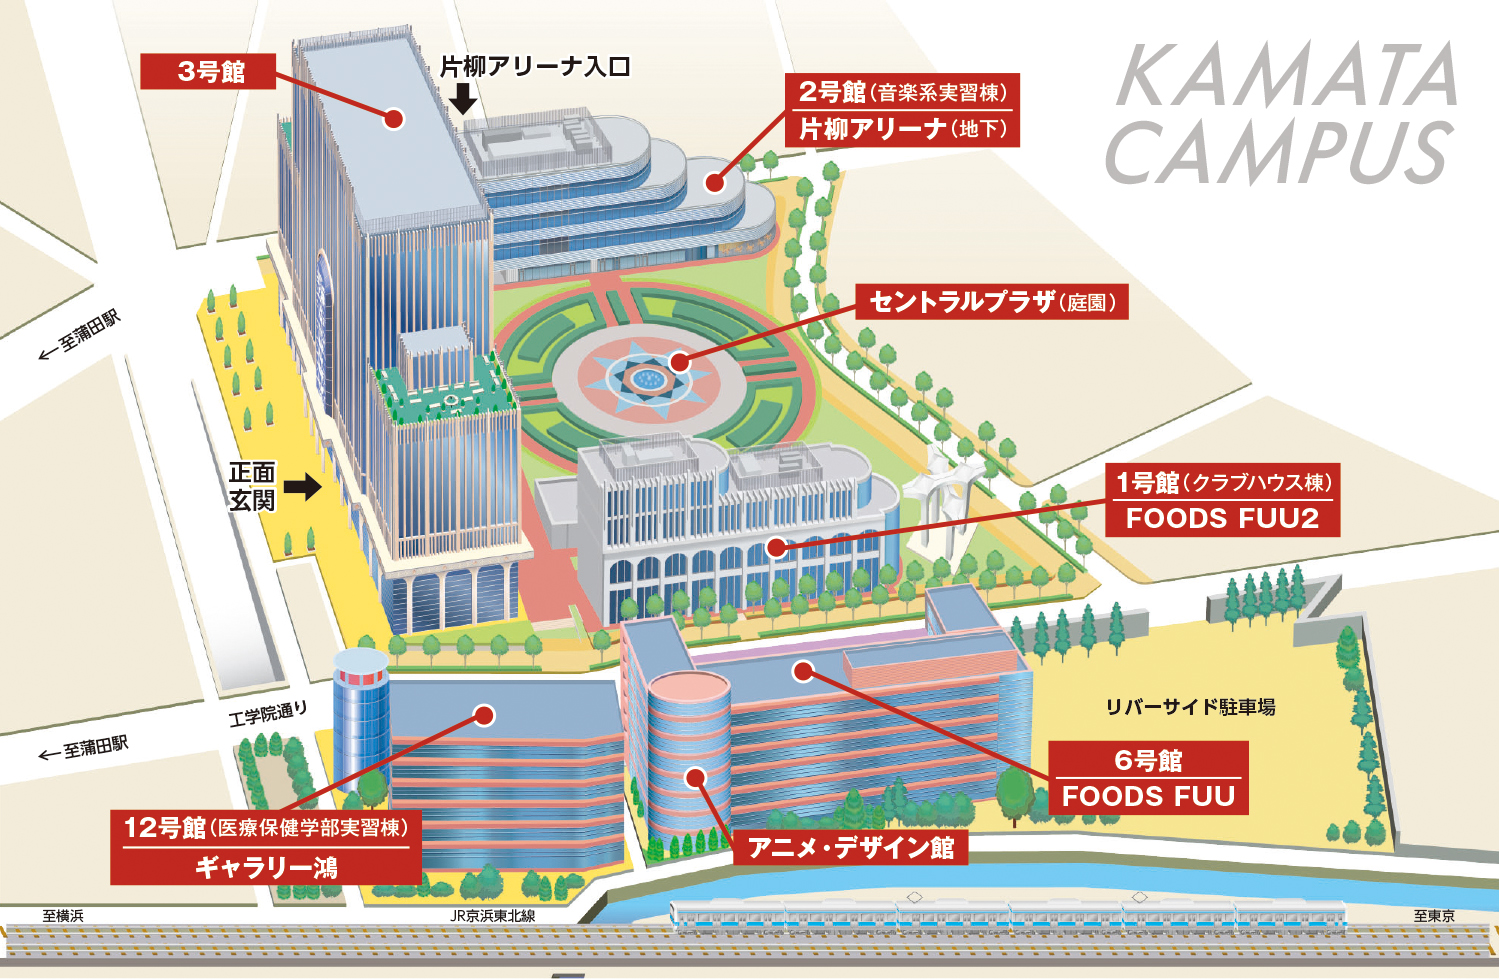 KAMATA
CAMPUS
3号館
片柳アリーナ入口
2号館(音楽系実習棟)
片柳アリーナ(地下)
セントラルプラザ(庭園)
←至蒲田駅
正面
玄関
1号館(クラブハウス棟)
FOODS FUU2
リバーサイド駐車場
工学院通り
←至蒲田駅
6号館
FOODS FUU
12号館(医療保健学部実習棟)
ギャラリー鴻
アニメ・デザイン館
至横浜
JR京浜東北線
至東京